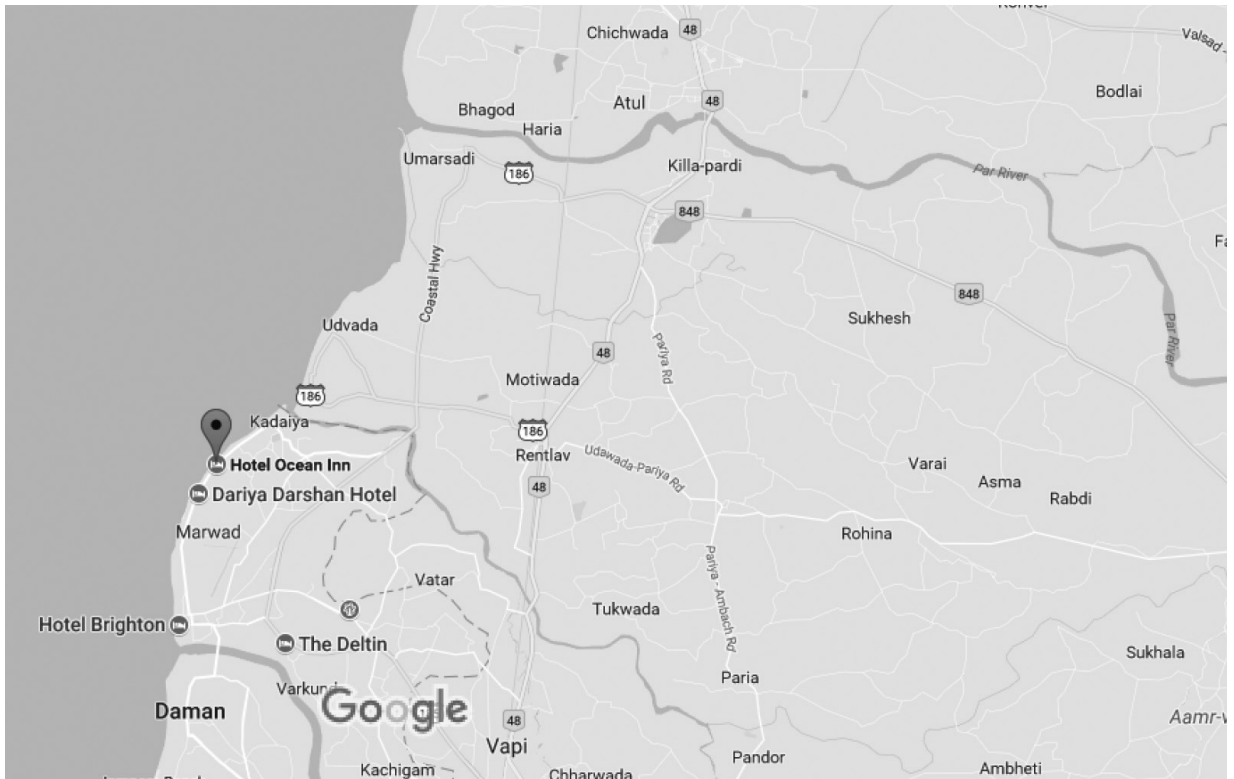 Chichwada
48
Valsad -
Bodlai
Atul
48
Bhagod
Haria
Umarsadi
186
Killa-pardi
Par River
848
Coastal Hwy
848
Sukhesh
Par River
Udvada
48
Pariya Rd
Motiwada
186
Kadaiya
186
Rentlav
Udawada-Pariya Rd
Hotel Ocean Inn
48
Varai
Asma
Rabdi
Dariya Darshan Hotel
Marwad
Rohina
Vatar
Pariya - Ambach Rd
Tukwada
Hotel Brighton
The Deltin
Sukhala
Paria
Google
Daman
48
Vapi
Pandor
Kachigam
Chharwada
Ambheti